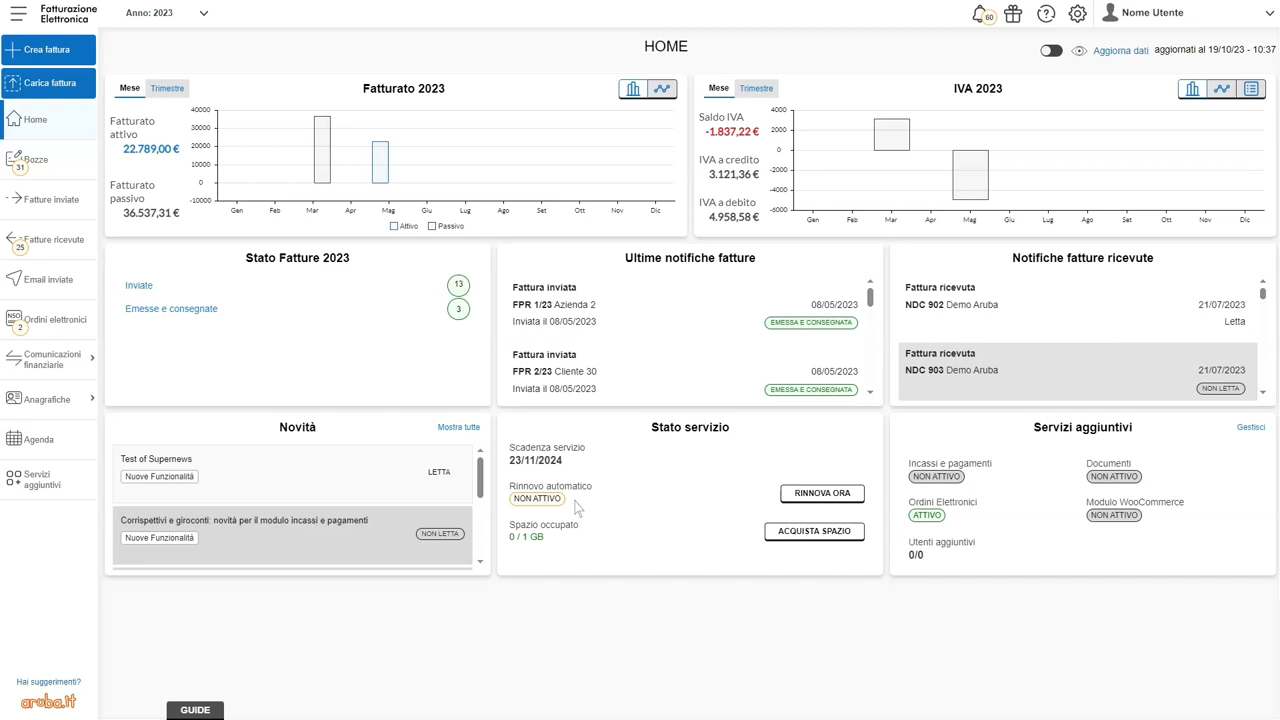 Fatturazione
Elettronica
Anno: 2023
60
Nome Utente
Crea fattura
Carica fattura
Home
Bozze
31
Fatture inviate
Fatture ricevute
25
Email inviate
NSO
Ordini elettronici
2
Comunicazioni
finanziarie
Anagrafiche
Agenda
Servizi
aggiuntivi
Hai suggerimenti?
aruba.it
HOME
Aggiorna dati aggiornati al 19/10/23 - 10:37
Mese Trimestre
Fatturato 2023
Fatturato
attivo
22.789,00 €
Fatturato
passivo
36.537,31 €
40000
30000
20000
10000
0
-10000
Gen Feb Mar Apr Mag Giu Lug Ago Set Ott Nov Dic
Attivo Passivo
Mese Trimestre
IVA 2023
Saldo IVA
-1.837,22 €
IVA a credito
3.121,36 €
IVA a debito
4.958,58 €
4000
2000
0
-2000
-4000
-6000
Gen Feb Mar Apr Mag Giu Lug Ago Set Ott Nov Dic
Stato Fatture 2023
Inviate 13
Emesse e consegnate 3
Ultime notifiche fatture
Fattura inviata
FPR 1/23 Azienda 2 08/05/2023
Inviata il 08/05/2023 EMESSA E CONSEGNATA
Fattura inviata
FPR 2/23 Cliente 30 08/05/2023
Inviata il 08/05/2023 EMESSA E CONSEGNATA
Notifiche fatture ricevute
Fattura ricevuta
NDC 902 Demo Aruba 21/07/2023
Letta
Fattura ricevuta
NDC 903 Demo Aruba 21/07/2023
NON LETTA
Novità
Mostra tutte
Test of Supernews
Nuove Funzionalità
LETTA
Corrispettivi e giroconti: novità per il modulo incassi e pagamenti
Nuove Funzionalità
NON LETTA
Stato servizio
Scadenza servizio
23/11/2024
Rinnovo automatico
NON ATTIVO
RINNOVA ORA
Spazio occupato
0 / 1 GB
ACQUISTA SPAZIO
Servizi aggiuntivi
Gestisci
Incassi e pagamenti
NON ATTIVO
Documenti
NON ATTIVO
Ordini Elettronici
ATTIVO
Modulo WooCommerce
NON ATTIVO
Utenti aggiuntivi
0/0
GUIDE